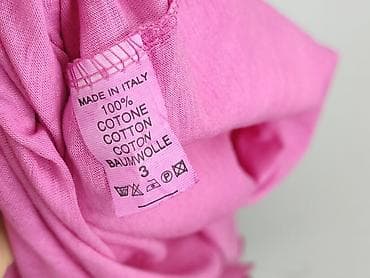 MADE IN ITALY
100%
COTONE
COTTON
COTON
BAUMWOLLE
3